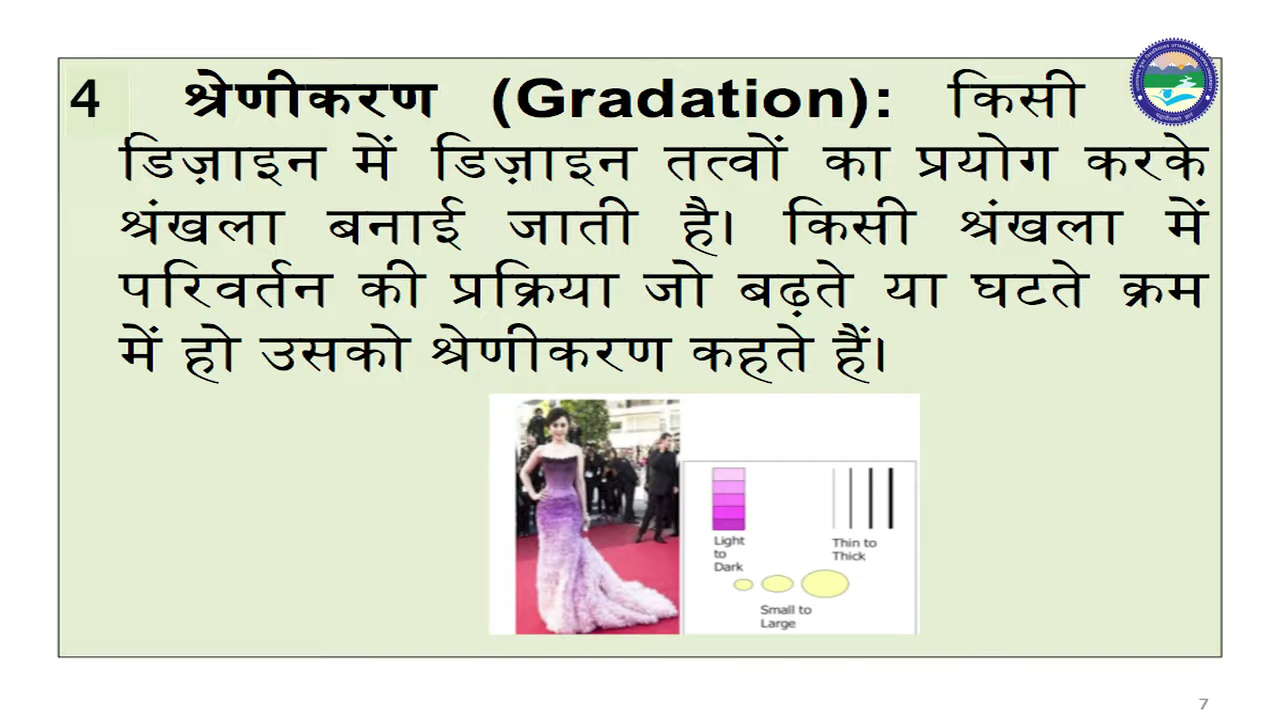 4 श्रेणीकरण (Gradation): किसी
डिज़ाइन में डिज़ाइन तत्वों का प्रयोग करके
श्रंखला बनाई जाती है। किसी श्रंखला में
परिवर्तन की प्रक्रिया जो बढ़ते या घटते क्रम
में हो उसको श्रेणीकरण कहते हैं।
Light
to
Dark
Thin to
Thick
Small to
Large
7